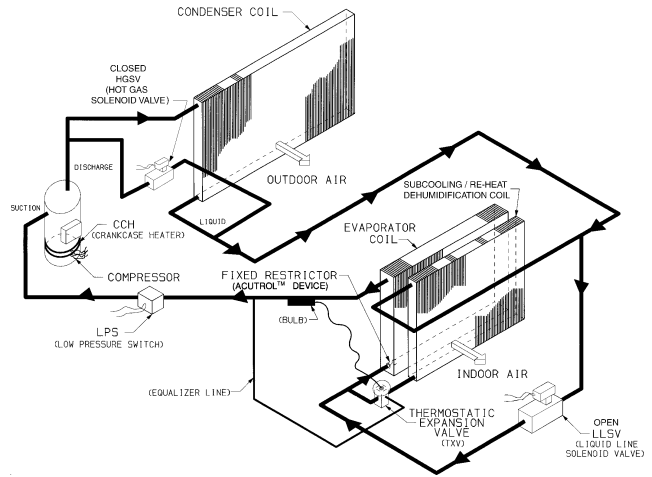 CONDENSER COIL
CLOSED
HGSV
(HOT GAS
SOLENOID VALVE)
DISCHARGE
OUTDOOR AIR
SUBCOOLING / RE-HEAT
DEHUMIDIFICATION COIL
SUCTION
LIQUID
CCH
(CRANKCASE HEATER)
EVAPORATOR
COIL
COMPRESSOR
FIXED RESTRICTOR
(ACUTROL™ DEVICE)
(BULB)
LPS
(LOW PRESSURE SWITCH)
INDOOR AIR
(EQUALIZER LINE)
THERMOSTATIC
EXPANSION
VALVE
(TXV)
OPEN
LLSV
(LIQUID LINE
SOLENOID VALVE)